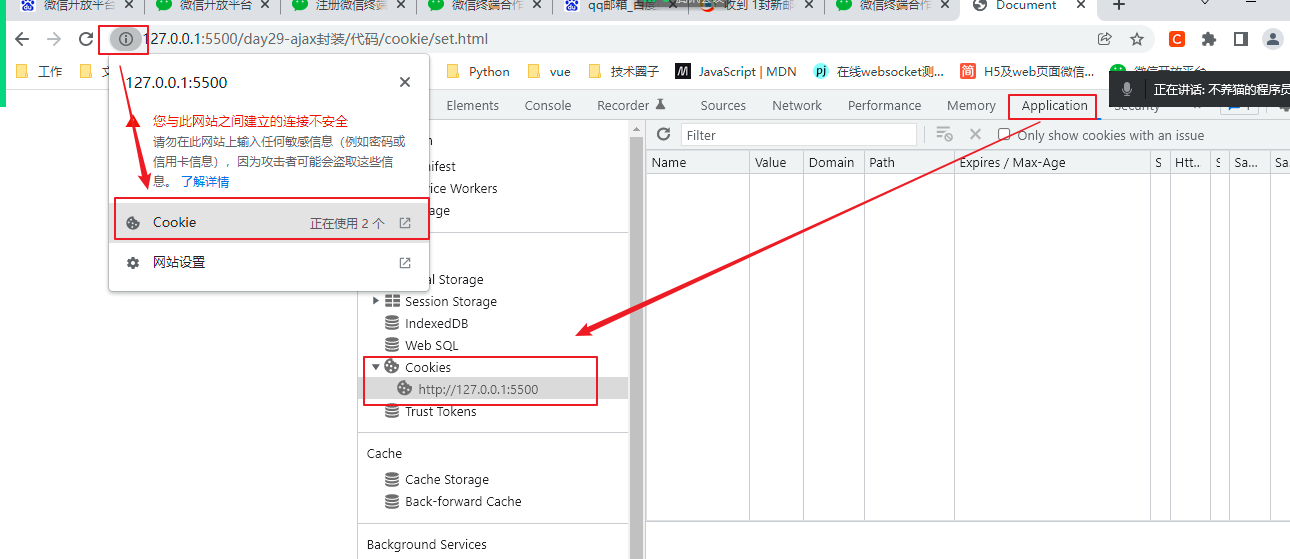 微信开放平台
微信开放平台
注册微信终端
微信终端合作
qq邮箱_百度
收到 1封新邮
微信终端合作
Document
127.0.0.1:5500/day29-ajax封装/代码/cookie/set.html
工作
Python
vue
技术圈子
JavaScript | MDN
在线websocket测...
H5及web页面微信...
微信开放平台
正在讲话: 不养猫的程序员
127.0.0.1:5500
您与此网站之间建立的连接不安全
请勿在此网站上输入任何敏感信息（例如密码或
信用卡信息），因为攻击者可能会盗取这些信
息。 了解详情
Cookie 正在使用 2 个
网站设置
Elements Console Recorder Sources Network Performance Memory Application Security
Filter
Only show cookies with an issue
Name Value Domain Path Expires / Max-Age S Htt... S Sa... Sa...
Session Storage
IndexedDB
Web SQL
Cookies
http://127.0.0.1:5500
Trust Tokens
Cache
Cache Storage
Back-forward Cache
Background Services